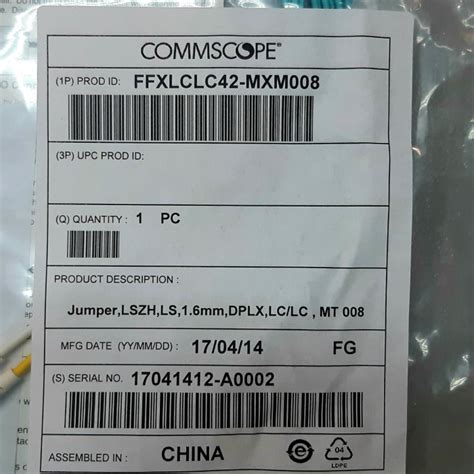 COMMSCOPE®
(1P) PROD ID: FFXLCLC42-MXM008
(3P) UPC PROD ID:
(Q) QUANTITY : 1 PC
PRODUCT DESCRIPTION :
Jumper,LSZH,LS,1.6mm,DPLX,LC/LC , MT 008
MFG DATE (YY/MM/DD) : 17/04/14 FG
(S) SERIAL NO. 17041412-A0002
ASSEMBLED IN : CHINA
e
04
LDPE